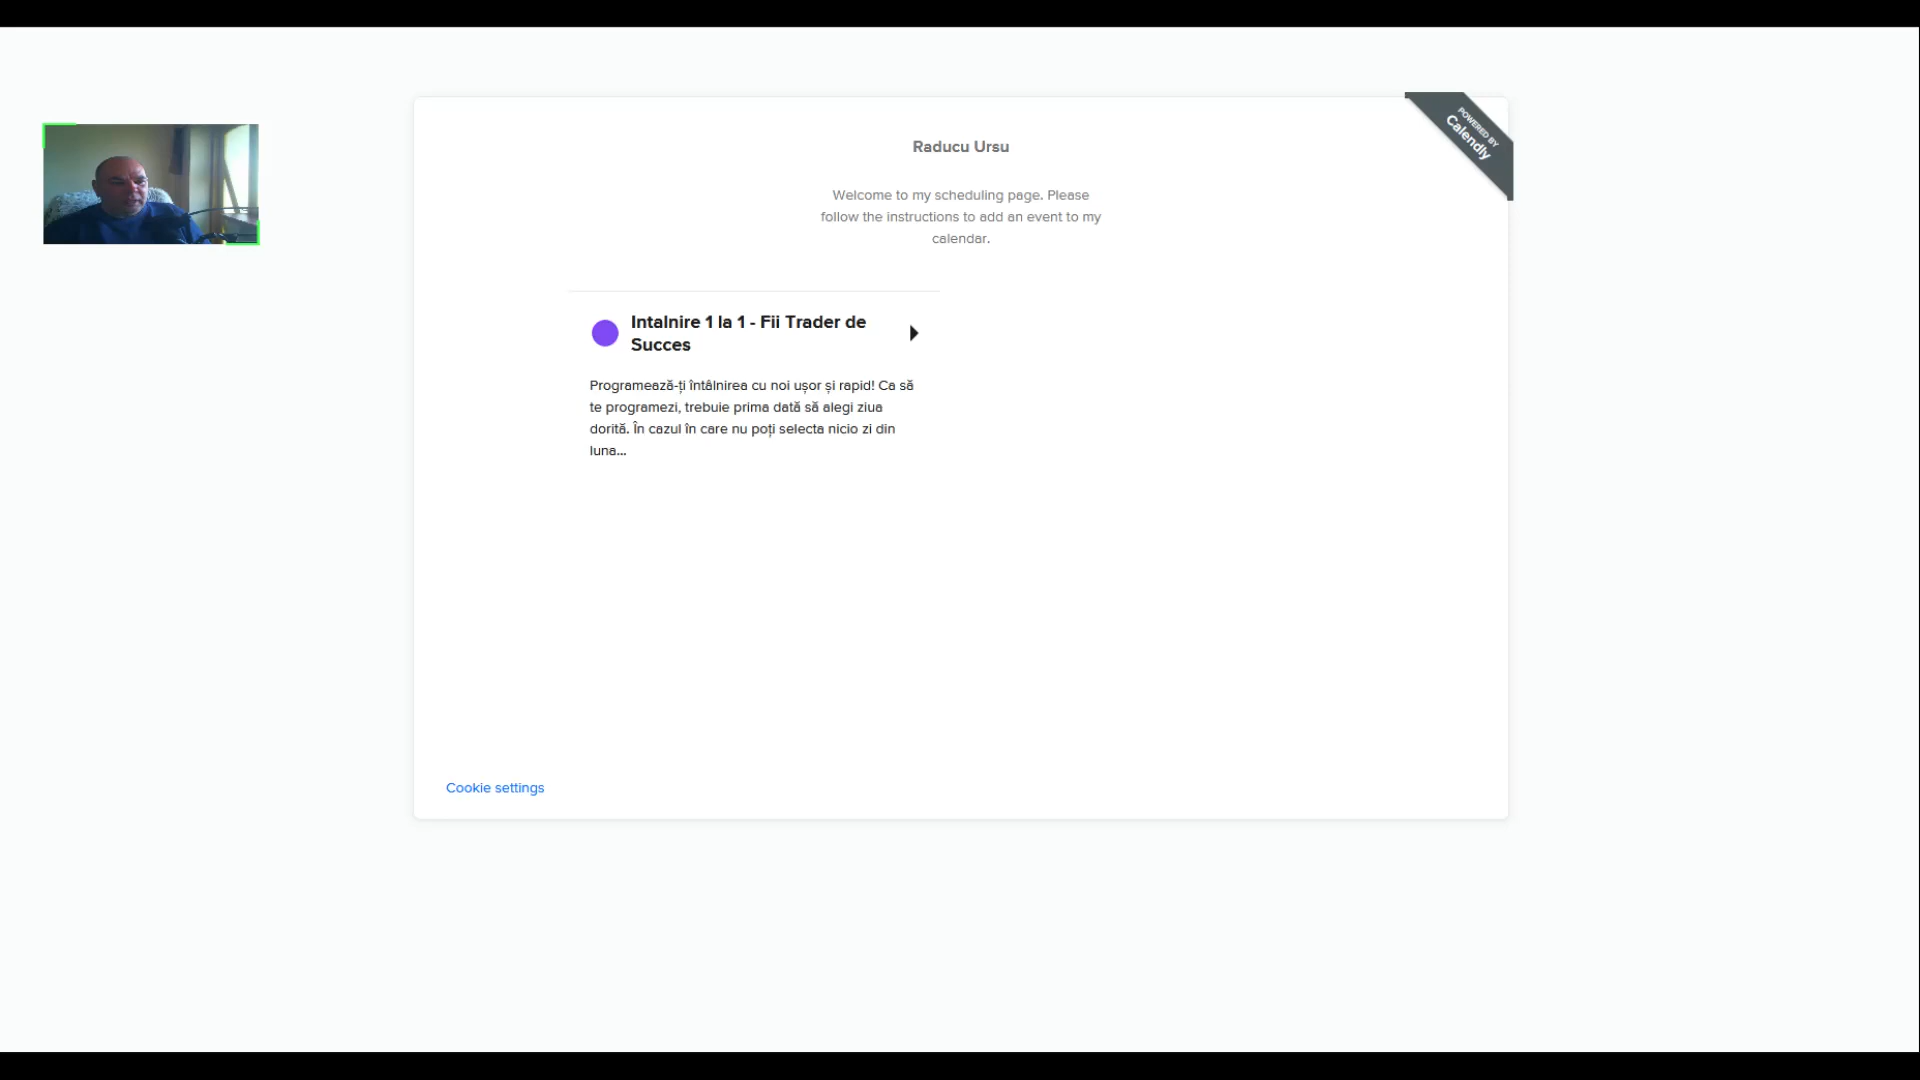 POWERED BY
Calendly
Raducu Ursu
Welcome to my scheduling page. Please
follow the instructions to add an event to my
calendar.
Intalnire 1 la 1 - Fii Trader de
Succes
Programează-ți întâlnirea cu noi ușor și rapid! Ca să
te programezi, trebuie prima dată să alegi ziua
dorită. În cazul în care nu poți selecta nicio zi din
luna...
Cookie settings